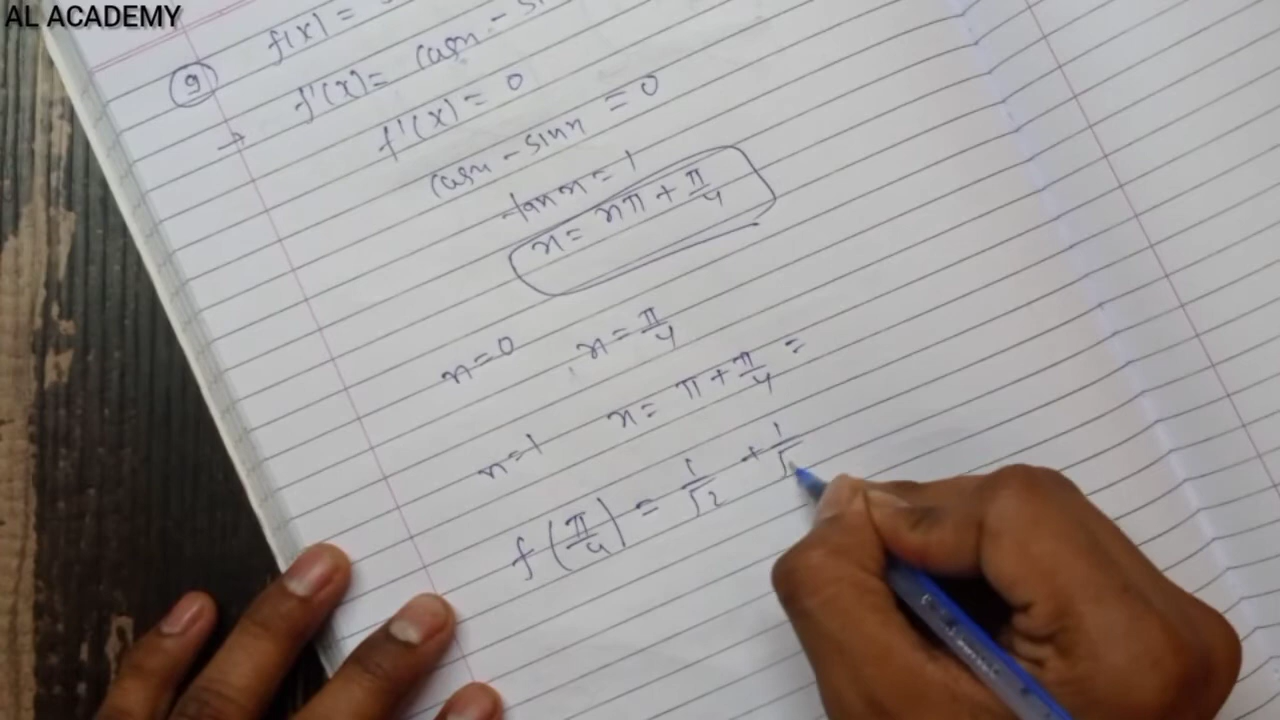 AL ACADEMY
9 f(x) =
→ f'(x) = cosx -
f'(x) = 0
cosx - sinx = 0
tan x = 1
x = nπ + π/4
n=0, x = π/4
n=1 x = π + π/4 =
f(π/4) = 1/√2 + 1/√